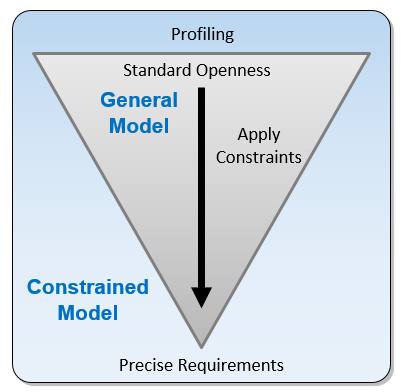 Profiling
Standard Openness
General
Model
Apply
Constraints
Constrained
Model
Precise Requirements